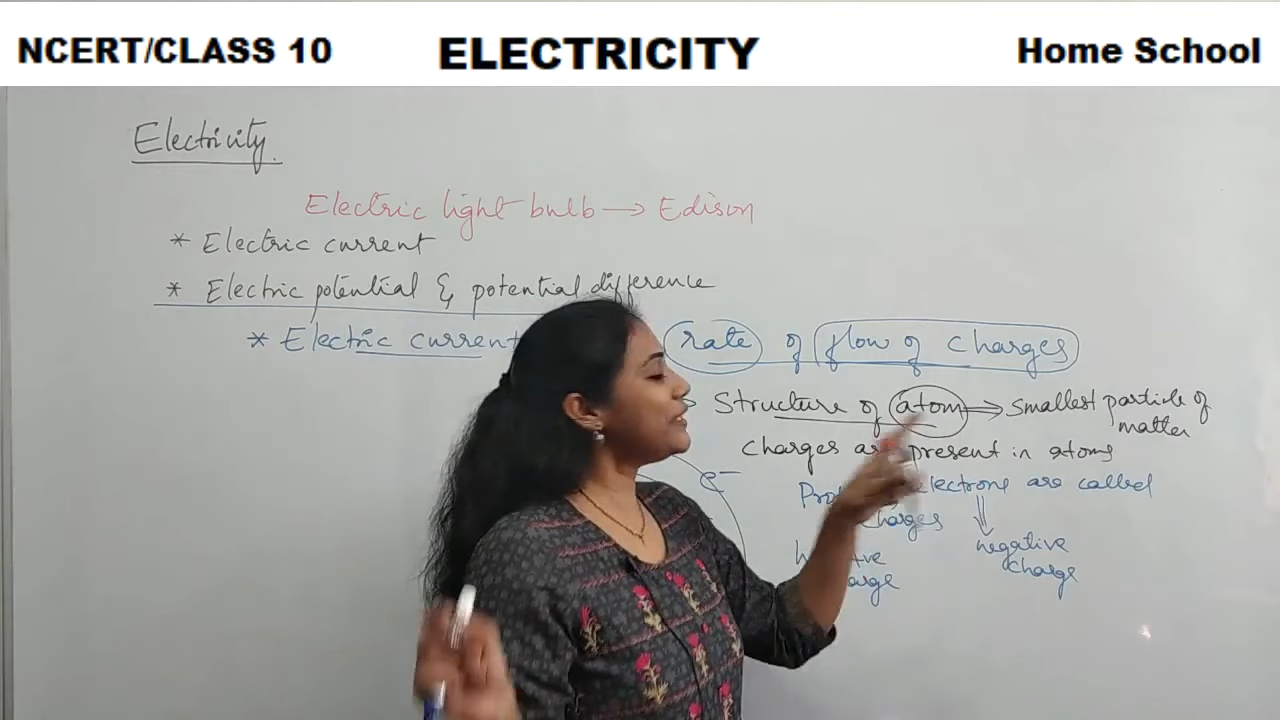 NCERT/CLASS 10 ELECTRICITY Home School
Electricity.
Electric light bulb → Edison
* Electric current
* Electric potential & potential difference
* Electric current rate of flow of charges
Structure of atom ⇒ Smallest particle of
matter
Charges are present in atoms
electrons are called
charges
negative
charge
e⁻